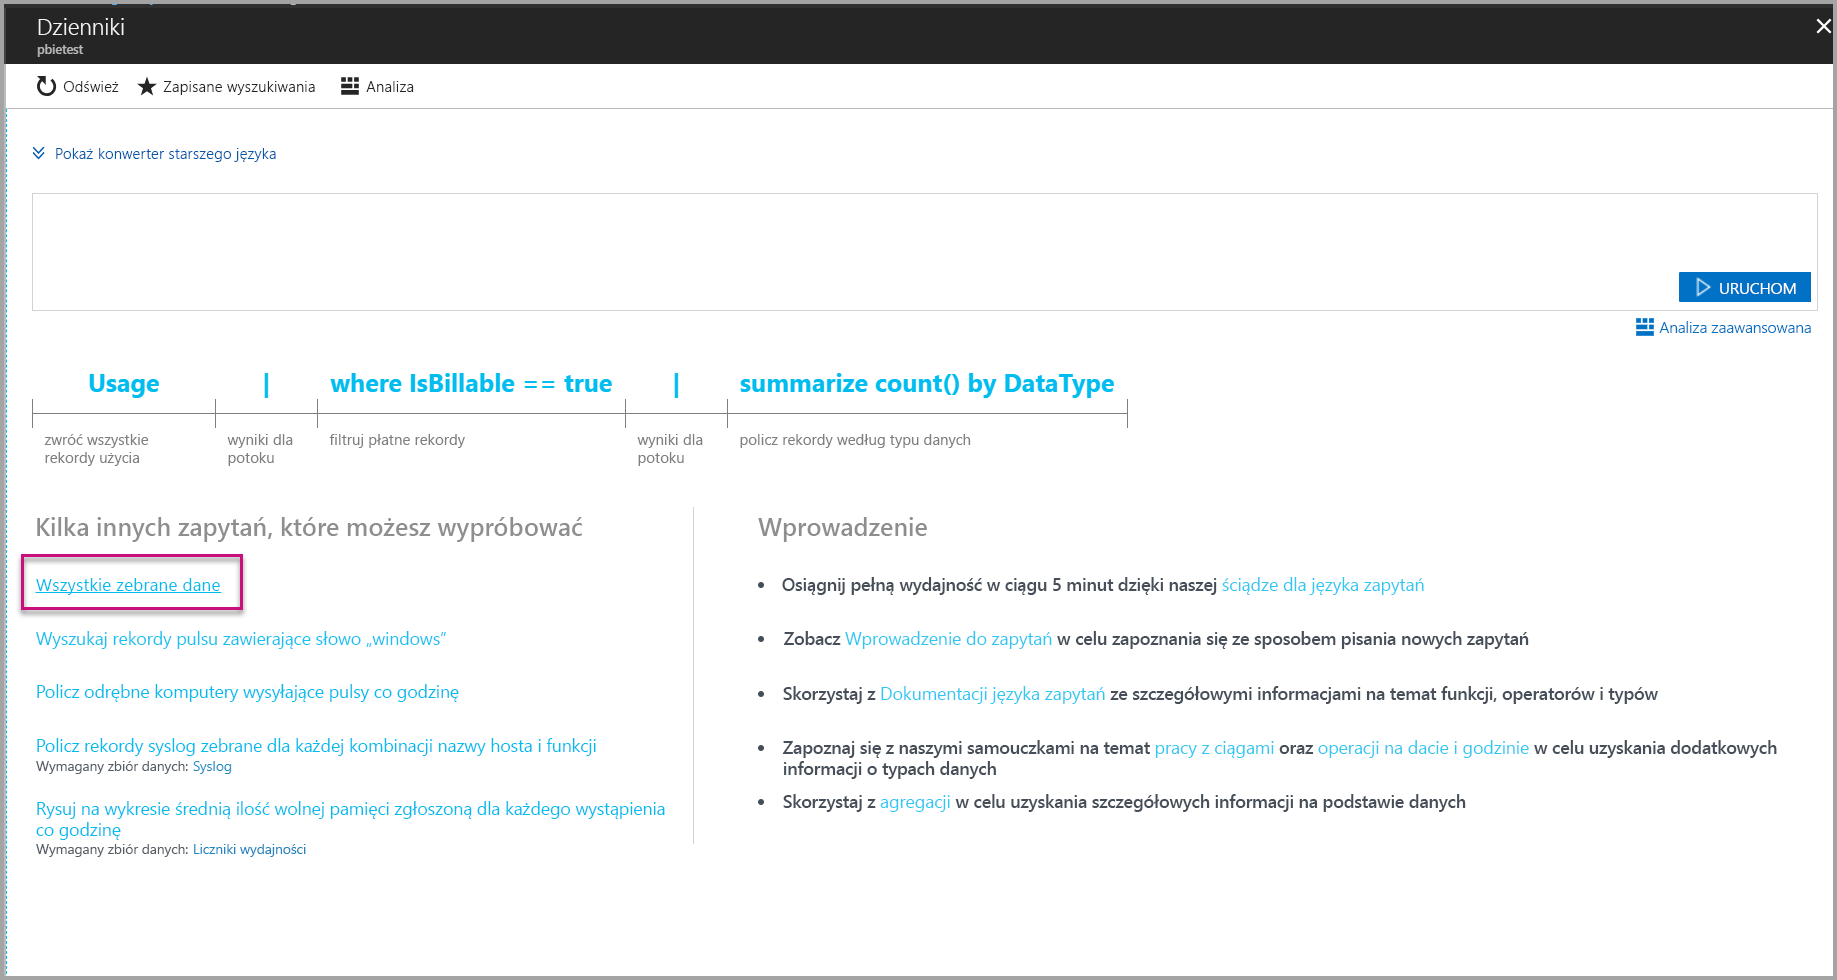 Dzienniki
pbietest
Odśwież
Zapisane wyszukiwania
Analiza
Pokaż konwerter starszego języka
URUCHOM
Analiza zaawansowana
Usage | where IsBillable == true | summarize count() by DataType
zwróć wszystkie
rekordy użycia
wyniki dla
potoku
filtruj płatne rekordy
wyniki dla
potoku
policz rekordy według typu danych
Kilka innych zapytań, które możesz wypróbować
Wszystkie zebrane dane
Wyszukaj rekordy pulsu zawierające słowo „windows”
Policz odrębne komputery wysyłające pulsy co godzinę
Policz rekordy syslog zebrane dla każdej kombinacji nazwy hosta i funkcji
Wymagany zbiór danych: Syslog
Rysuj na wykresie średnią ilość wolnej pamięci zgłoszoną dla każdego wystąpienia
co godzinę
Wymagany zbiór danych: Liczniki wydajności
Wprowadzenie
• Osiągnij pełną wydajność w ciągu 5 minut dzięki naszej ściądze dla języka zapytań
• Zobacz Wprowadzenie do zapytań w celu zapoznania się ze sposobem pisania nowych zapytań
• Skorzystaj z Dokumentacji języka zapytań ze szczegółowymi informacjami na temat funkcji, operatorów i typów
• Zapoznaj się z naszymi samouczkami na temat pracy z ciągami oraz operacji na dacie i godzinie w celu uzyskania dodatkowych
informacji o typach danych
• Skorzystaj z agregacji w celu uzyskania szczegółowych informacji na podstawie danych